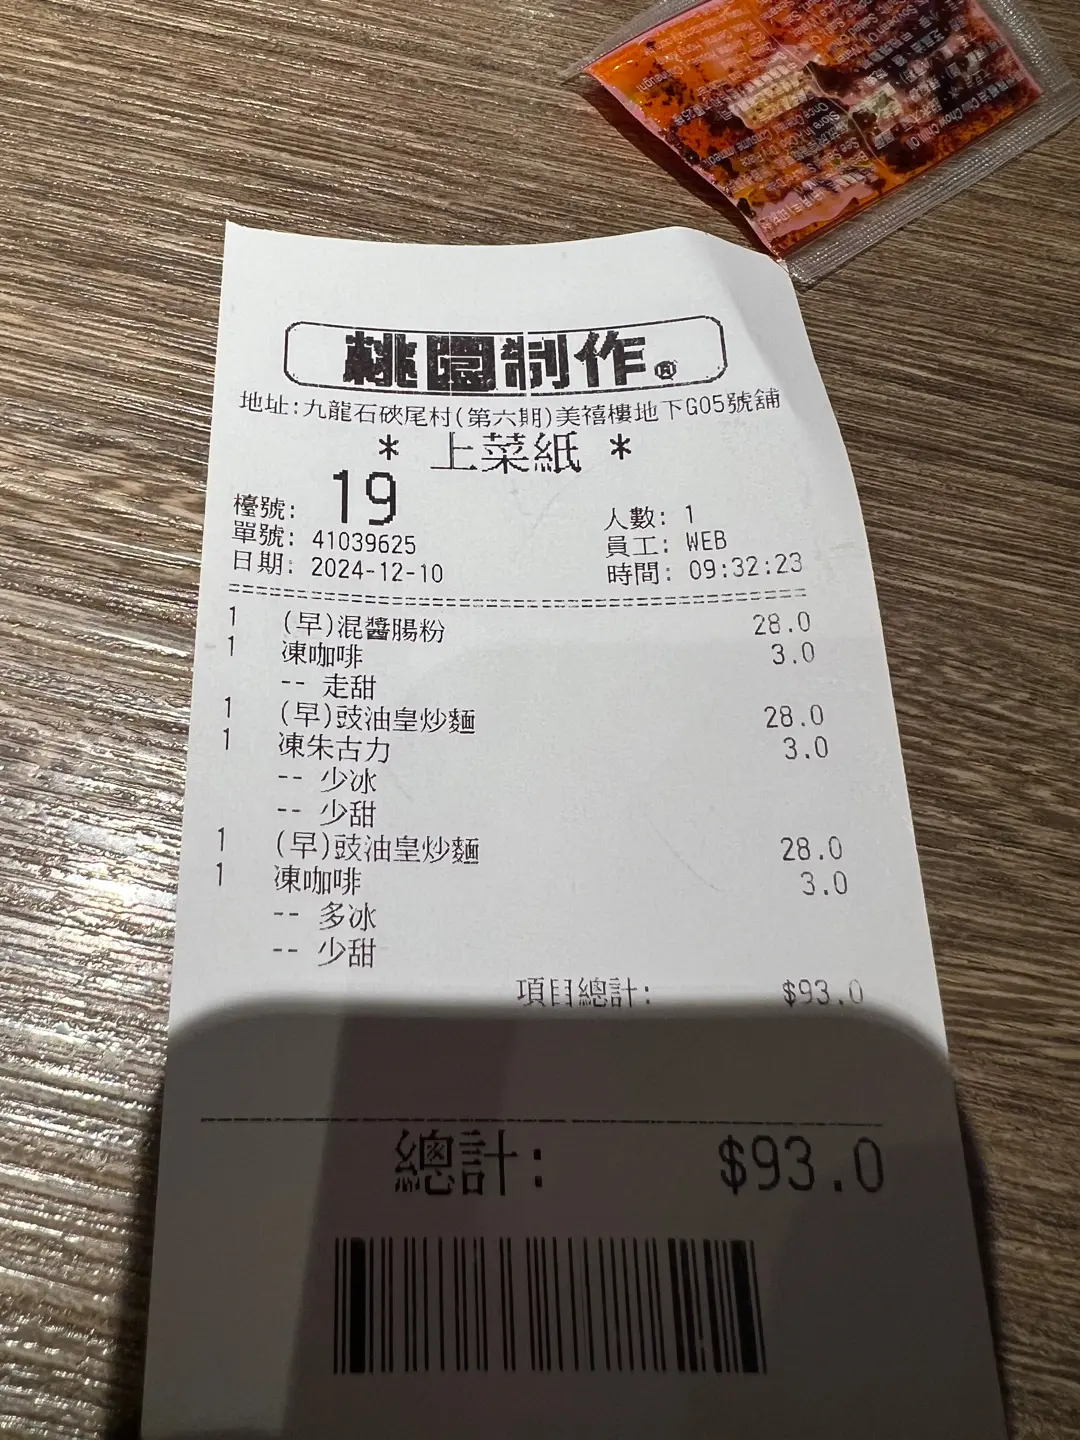 桃園制作®
地址:九龍石硤尾村(第六期)美禧樓地下G05號舖
* 上菜紙 *
檯號: 19
人數: 1
單號: 41039625
員工: WEB
日期: 2024-12-10
時間: 09:32:23
1 (早)混醬腸粉 28.0
1 凍咖啡 3.0
-- 走甜
1 (早)豉油皇炒麵 28.0
1 凍朱古力 3.0
-- 少冰
-- 少甜
1 (早)豉油皇炒麵 28.0
1 凍咖啡 3.0
-- 多冰
-- 少甜
項目總計: $93.0
總計: $93.0
Chiu Chow Chili Oil